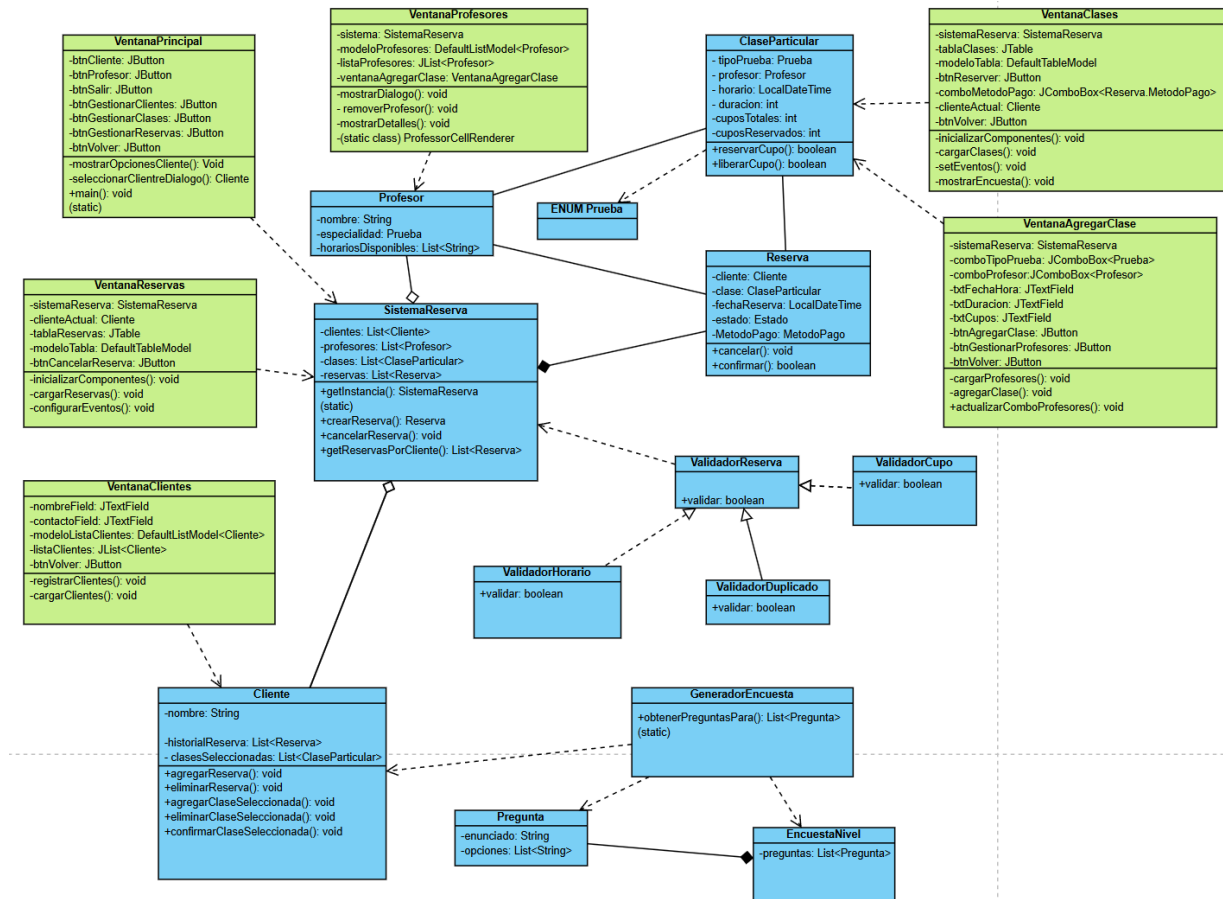 VentanaPrincipal
-btnCliente: JButton
-btnProfesor: JButton
-btnSalir: JButton
-btnGestionarClientes: JButton
-btnGestionarClases: JButton
-btnGestionarReservas: JButton
-btnVolver: JButton
-mostrarOpcionesCliente(): Void
-seleccionarClientreDialogo(): Cliente
+main(): void
(static)
VentanaProfesores
-sistema: SistemaReserva
-modeloProfesores: DefaultListModel<Profesor>
-listaProfesores: JList<Profesor>
-ventanaAgregarClase: VentanaAgregarClase
-mostrarDialogo(): void
- removerProfesor(): void
-mostrarDetalles(): void
-(static class) ProfessorCellRenderer
ClaseParticular
- tipoPrueba: Prueba
- profesor: Profesor
- horario: LocalDateTime
- duracion: int
-cuposTotales: int
-cuposReservados: int
+reservarCupo(): boolean
+liberarCupo(): boolean
VentanaClases
-sistemaReserva: SistemaReserva
-tablaClases: JTable
-modeloTabla: DefaultTableModel
-btnReserver: JButton
-comboMetodoPago: JComboBox<Reserva.MetodoPago>
-clienteActual: Cliente
-btnVolver: JButton
-inicializarComponentes(): void
-cargarClases(): void
-setEventos(): void
-mostrarEncuesta(): void
Profesor
-nombre: String
-especialidad: Prueba
-horariosDisponibles: List<String>
ENUM Prueba
VentanaAgregarClase
-sistemaReserva: SistemaReserva
-comboTipoPrueba: JComboBox<Prueba>
-comboProfesor:JComboBox<Profesor>
-txtFechaHora: JTextField
-txtDuracion: JTextField
-txtCupos: JTextField
-btnAgregarClase: JButton
-btnGestionarProfesores: JButton
-btnVolver: JButton
-cargarProfesores(): void
-agregarClase(): void
+actualizarComboProfesores(): void
Reserva
-cliente: Cliente
-clase: ClaseParticular
-fechaReserva: LocalDateTime
-estado: Estado
-MetodoPago: MetodoPago
+cancelar(): void
+confirmar(): boolean
VentanaReservas
-sistemaReserva: SistemaReserva
-clienteActual: Cliente
-tablaReservas: JTable
-modeloTabla: DefaultTableModel
-btnCancelarReserva: JButton
-inicializarComponentes(): void
-cargarReservas(): void
-configurarEventos(): void
SistemaReserva
-clientes: List<Cliente>
-profesores: List<Profesor>
-clases: List<ClaseParticular>
-reservas: List<Reserva>
+getInstancia(): SistemaReserva
(static)
+crearReserva(): Reserva
+cancelarReserva(): void
+getReservasPorCliente(): List<Reserva>
ValidadorReserva
+validar: boolean
ValidadorCupo
+validar: boolean
VentanaClientes
-nombreField: JTextField
-contactoField: JTextField
-modeloListaClientes: DefaultListModel<Cliente>
-listaClientes: JList<Cliente>
-btnVolver: JButton
-registrarClientes(): void
-cargarClientes(): void
ValidadorHorario
+validar: boolean
ValidadorDuplicado
+validar: boolean
Cliente
-nombre: String
-historialReserva: List<Reserva>
- clasesSeleccionadas: List<ClaseParticular>
+agregarReserva(): void
+eliminarReserva(): void
+agregarClaseSeleccionada(): void
+eliminarClaseSeleccionada(): void
+confirmarClaseSeleccionada(): void
GeneradorEncuesta
+obtenerPreguntasPara(): List<Pregunta>
(static)
Pregunta
-enunciado: String
-opciones: List<String>
EncuestaNivel
-preguntas: List<Pregunta>